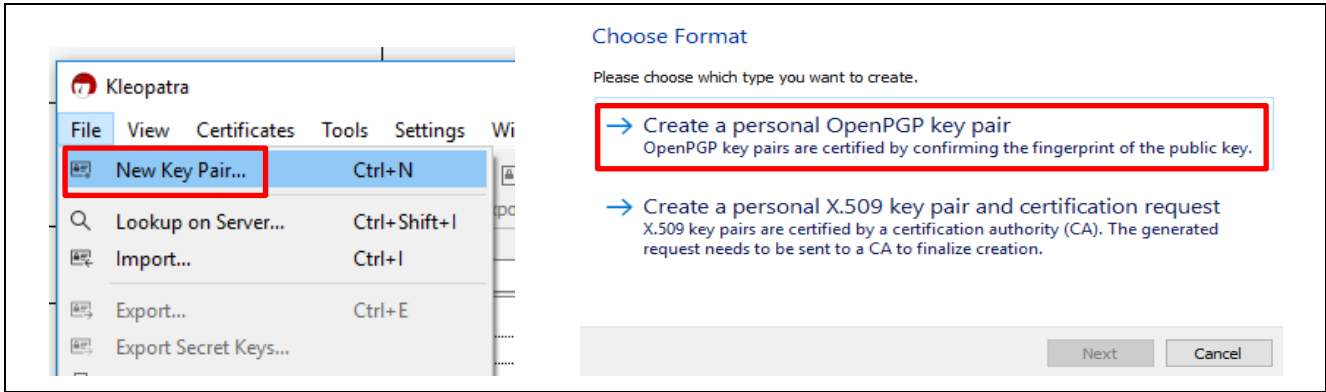 Kleopatra
File View Certificates Tools Settings Wi
New Key Pair... Ctrl+N
Lookup on Server... Ctrl+Shift+I
Import... Ctrl+I
Export... Ctrl+E
Export Secret Keys...
Choose Format
Please choose which type you want to create.
→ Create a personal OpenPGP key pair
OpenPGP key pairs are certified by confirming the fingerprint of the public key.
→ Create a personal X.509 key pair and certification request
X.509 key pairs are certified by a certification authority (CA). The generated
request needs to be sent to a CA to finalize creation.
Next Cancel